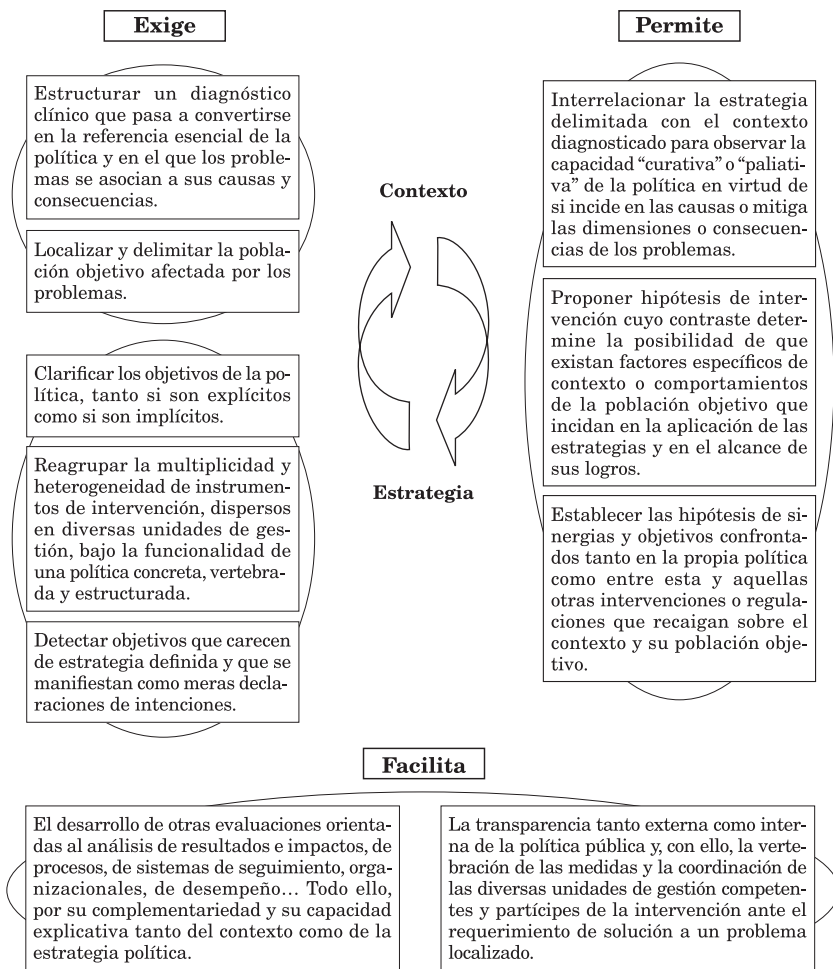 Exige
Estructurar un diagnóstico
clínico que pasa a convertirse
en la referencia esencial de la
política y en el que los proble-
mas se asocian a sus causas y
consecuencias.
Localizar y delimitar la pobla-
ción objetivo afectada por los
problemas.
Clarificar los objetivos de la po-
lítica, tanto si son explícitos
como si son implícitos.
Reagrupar la multiplicidad y
heterogeneidad de instrumen-
tos de intervención, dispersos
en diversas unidades de ges-
tión, bajo la funcionalidad de
una política concreta, vertebra-
da y estructurada.
Detectar objetivos que carecen
de estrategia definida y que se
manifiestan como meras decla-
raciones de intenciones.
Contexto
Estrategia
Permite
Interrelacionar la estrategia
delimitada con el contexto
diagnosticado para observar la
capacidad “curativa” o “paliati-
va” de la política en virtud de
si incide en las causas o mitiga
las dimensiones o consecuen-
cias de los problemas.
Proponer hipótesis de inter-
vención cuyo contraste deter-
mine la posibilidad de que
existan factores específicos de
contexto o comportamientos
de la población objetivo que
incidan en la aplicación de las
estrategias y en el alcance de
sus logros.
Establecer las hipótesis de si-
nergias y objetivos confronta-
dos tanto en la propia política
como entre esta y aquellas
otras intervenciones o regula-
ciones que recaigan sobre el
contexto y su población obje-
tivo.
Facilita
El desarrollo de otras evaluaciones orienta-
das al análisis de resultados e impactos, de
procesos, de sistemas de seguimiento, orga-
nizacionales, de desempeño... Todo ello,
por su complementariedad y su capacidad
explicativa tanto del contexto como de la
estrategia política.
La transparencia tanto externa como inter-
na de la política pública y, con ello, la verte-
bración de las medidas y la coordinación de
las diversas unidades de gestión competen-
tes y partícipes de la intervención ante el
requerimiento de solución a un problema
localizado.